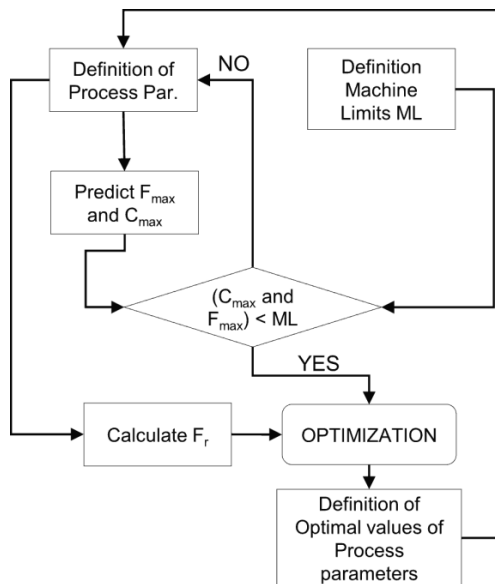 Definition of
Process Par.
NO
Definition
Machine
Limits ML
Predict Fmax
and Cmax
(Cmax and
Fmax) < ML
YES
Calculate Fr
OPTIMIZATION
Definition of
Optimal values of
Process
parameters